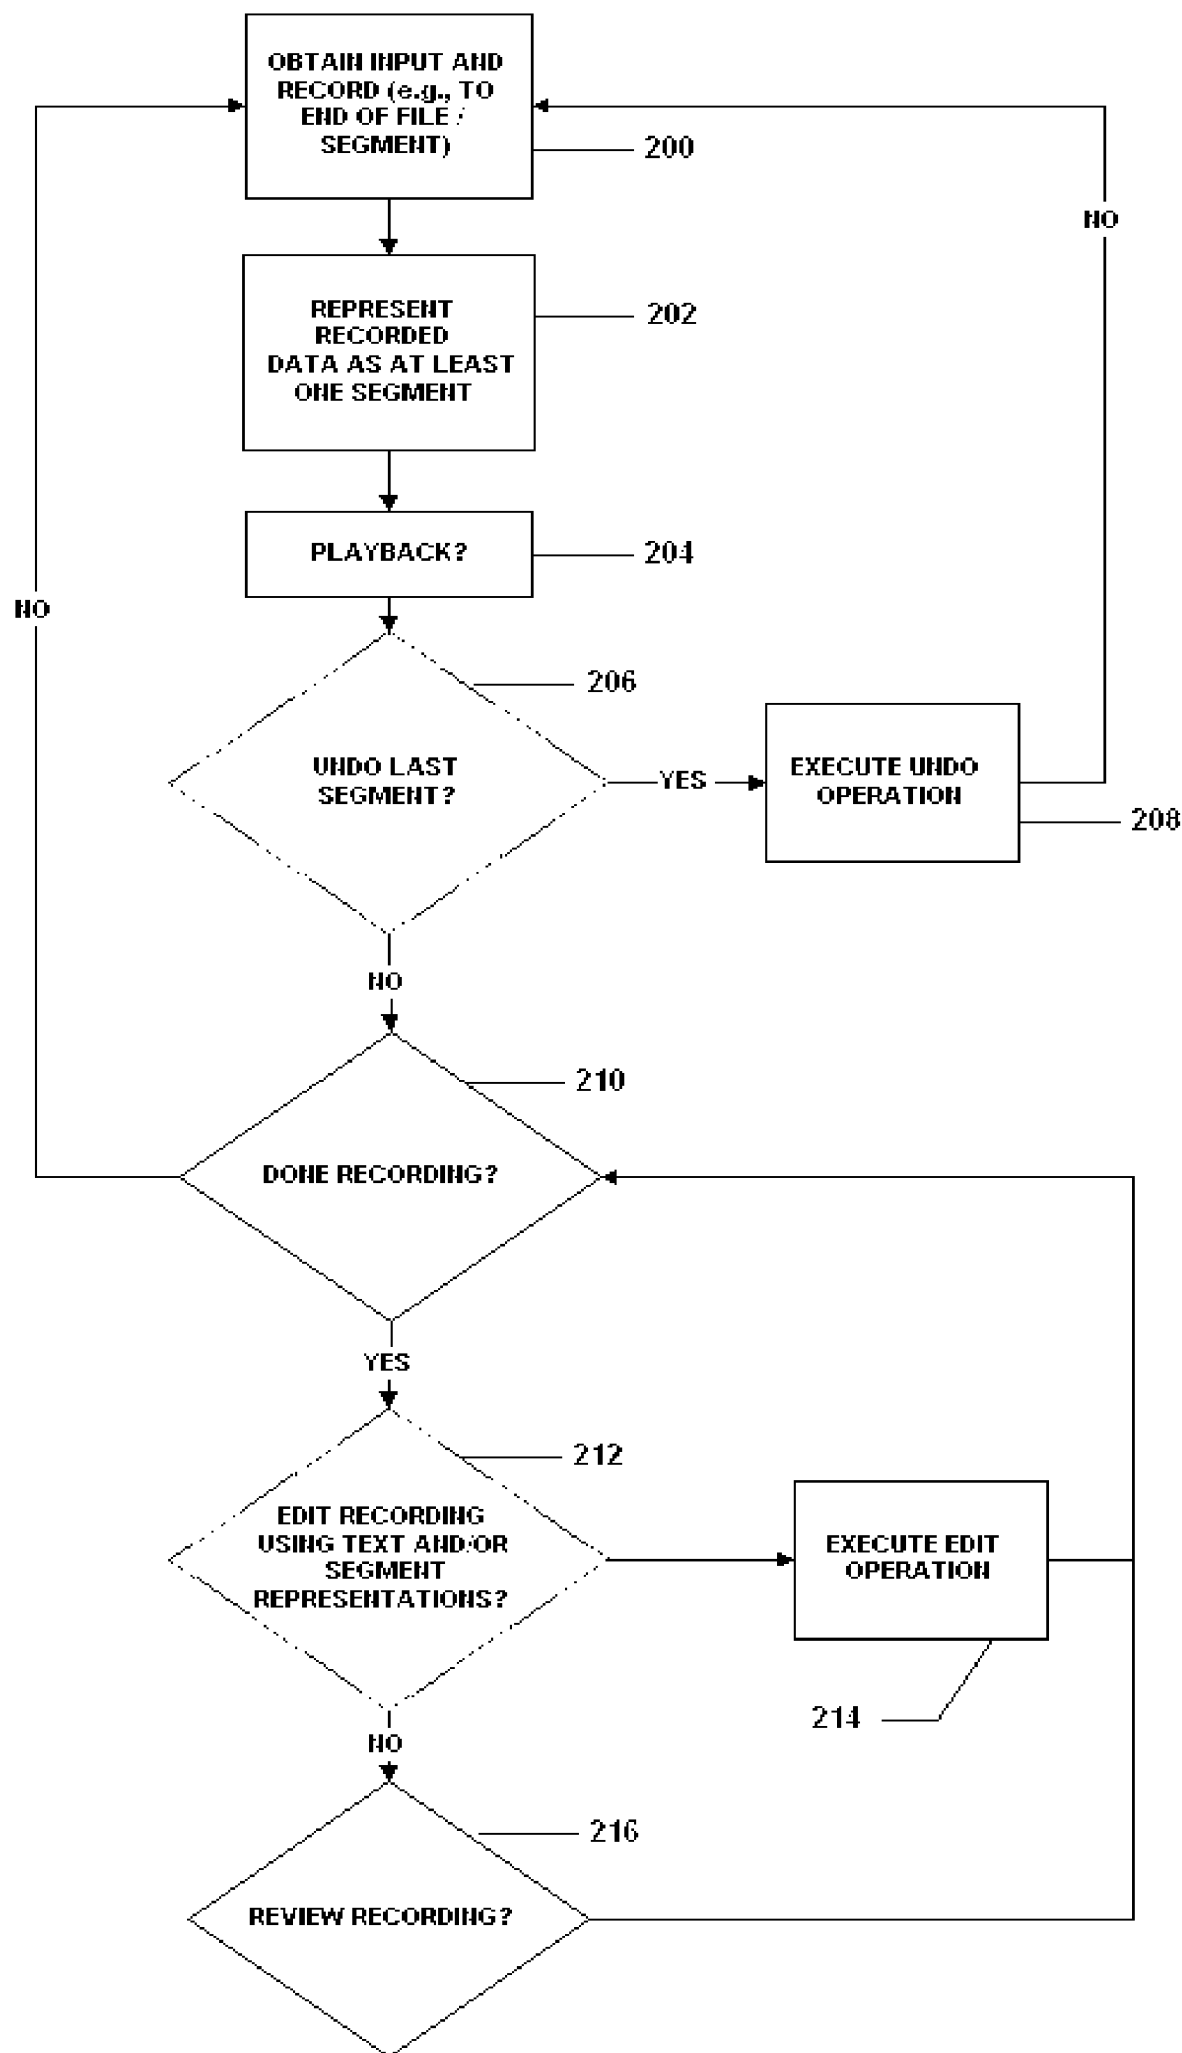 OBTAIN INPUT AND
RECORD (e.g., TO
END OF FILE /
SEGMENT)
200
NO
REPRESENT
RECORDED
DATA AS AT LEAST
ONE SEGMENT
202
PLAYBACK?
204
NO
206
UNDO LAST
SEGMENT?
YES
EXECUTE UNDO
OPERATION
208
NO
210
DONE RECORDING?
YES
212
EDIT RECORDING
USING TEXT AND/OR
SEGMENT
REPRESENTATIONS?
EXECUTE EDIT
OPERATION
214
NO
216
REVIEW RECORDING?